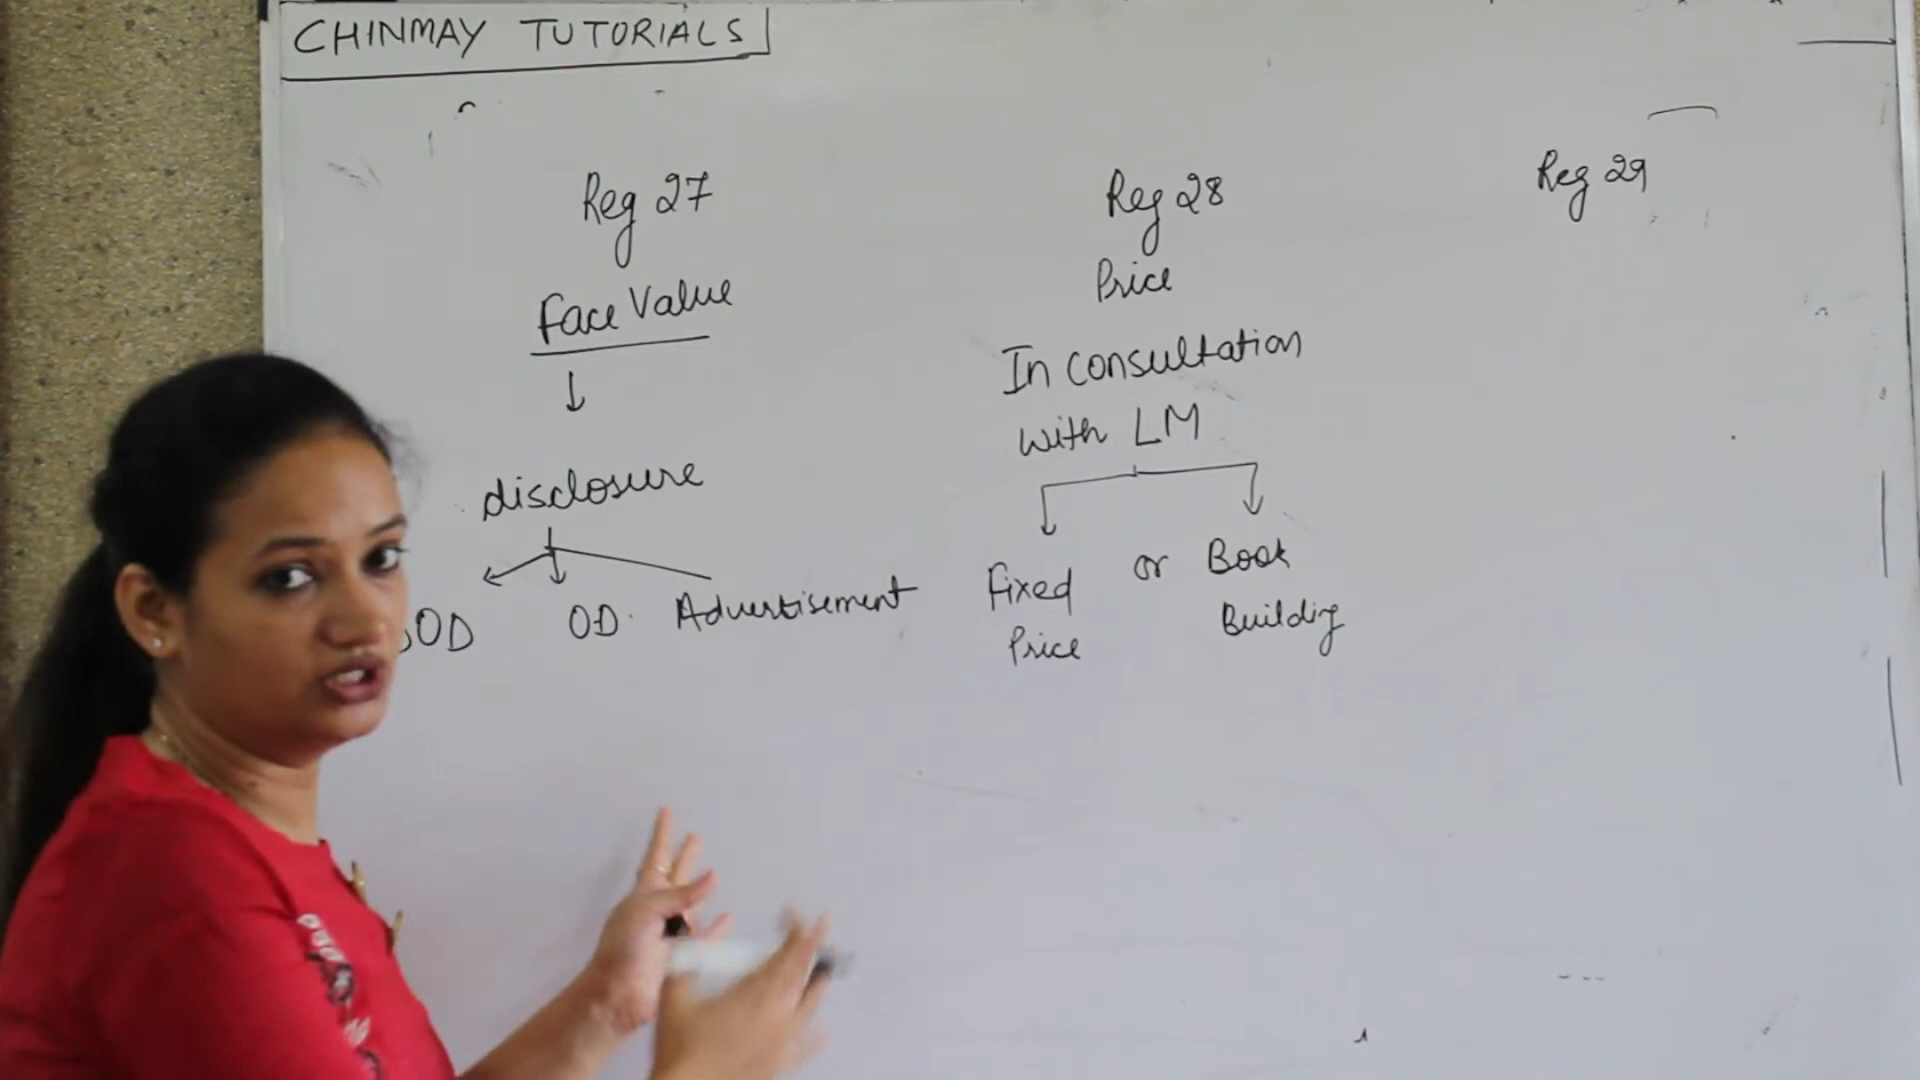 CHINMAY TUTORIALS
Reg 27
Face Value
disclosure
OD OD. Advertisement
Reg 28
Price
In consultation
With LM
Fixed or Book
Price Building
Reg 29